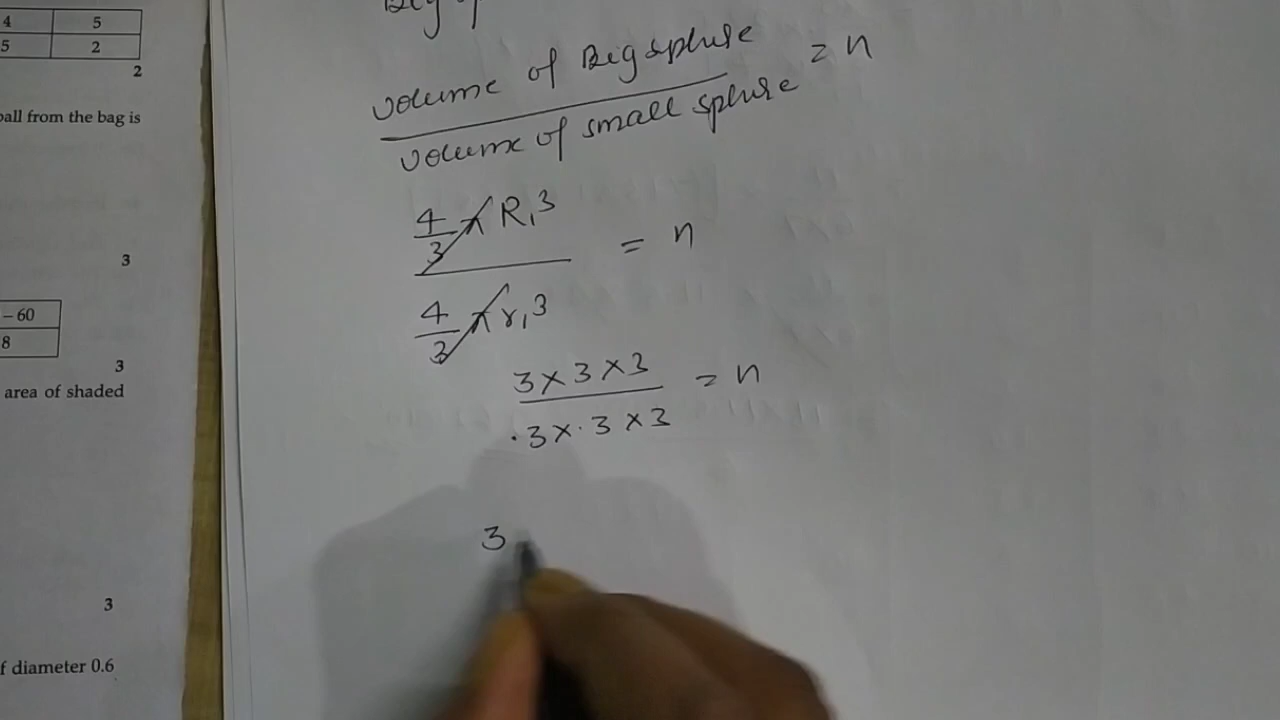 4 5
5 2
2
ball from the bag is
3
– 60
8
3
area of shaded
3
f diameter 0.6
volume of Big sphere = n
volume of small sphere
4/3 π R₁³ = n
4/3 π r₁³
3 × 3 × 3 = n
.3 × .3 × 3
3